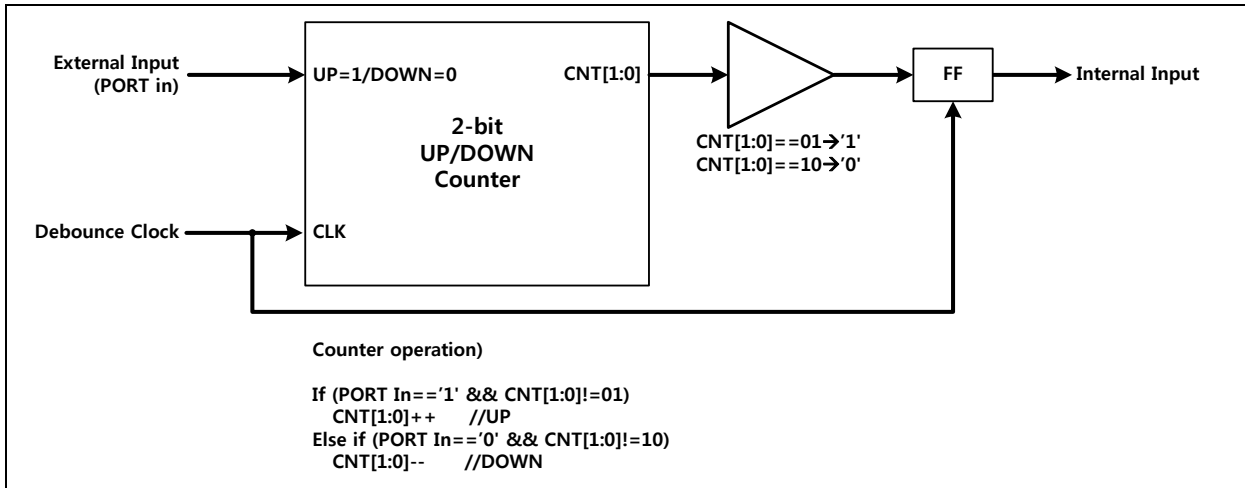 External Input
(PORT in)
UP=1/DOWN=0
CNT[1:0]
FF
Internal Input
2-bit
UP/DOWN
Counter
CNT[1:0]==01→'1'
CNT[1:0]==10→'0'
Debounce Clock
CLK
Counter operation)
If (PORT In=='1' && CNT[1:0]!=01)
CNT[1:0]++ //UP
Else if (PORT In=='0' && CNT[1:0]!=10)
CNT[1:0]-- //DOWN